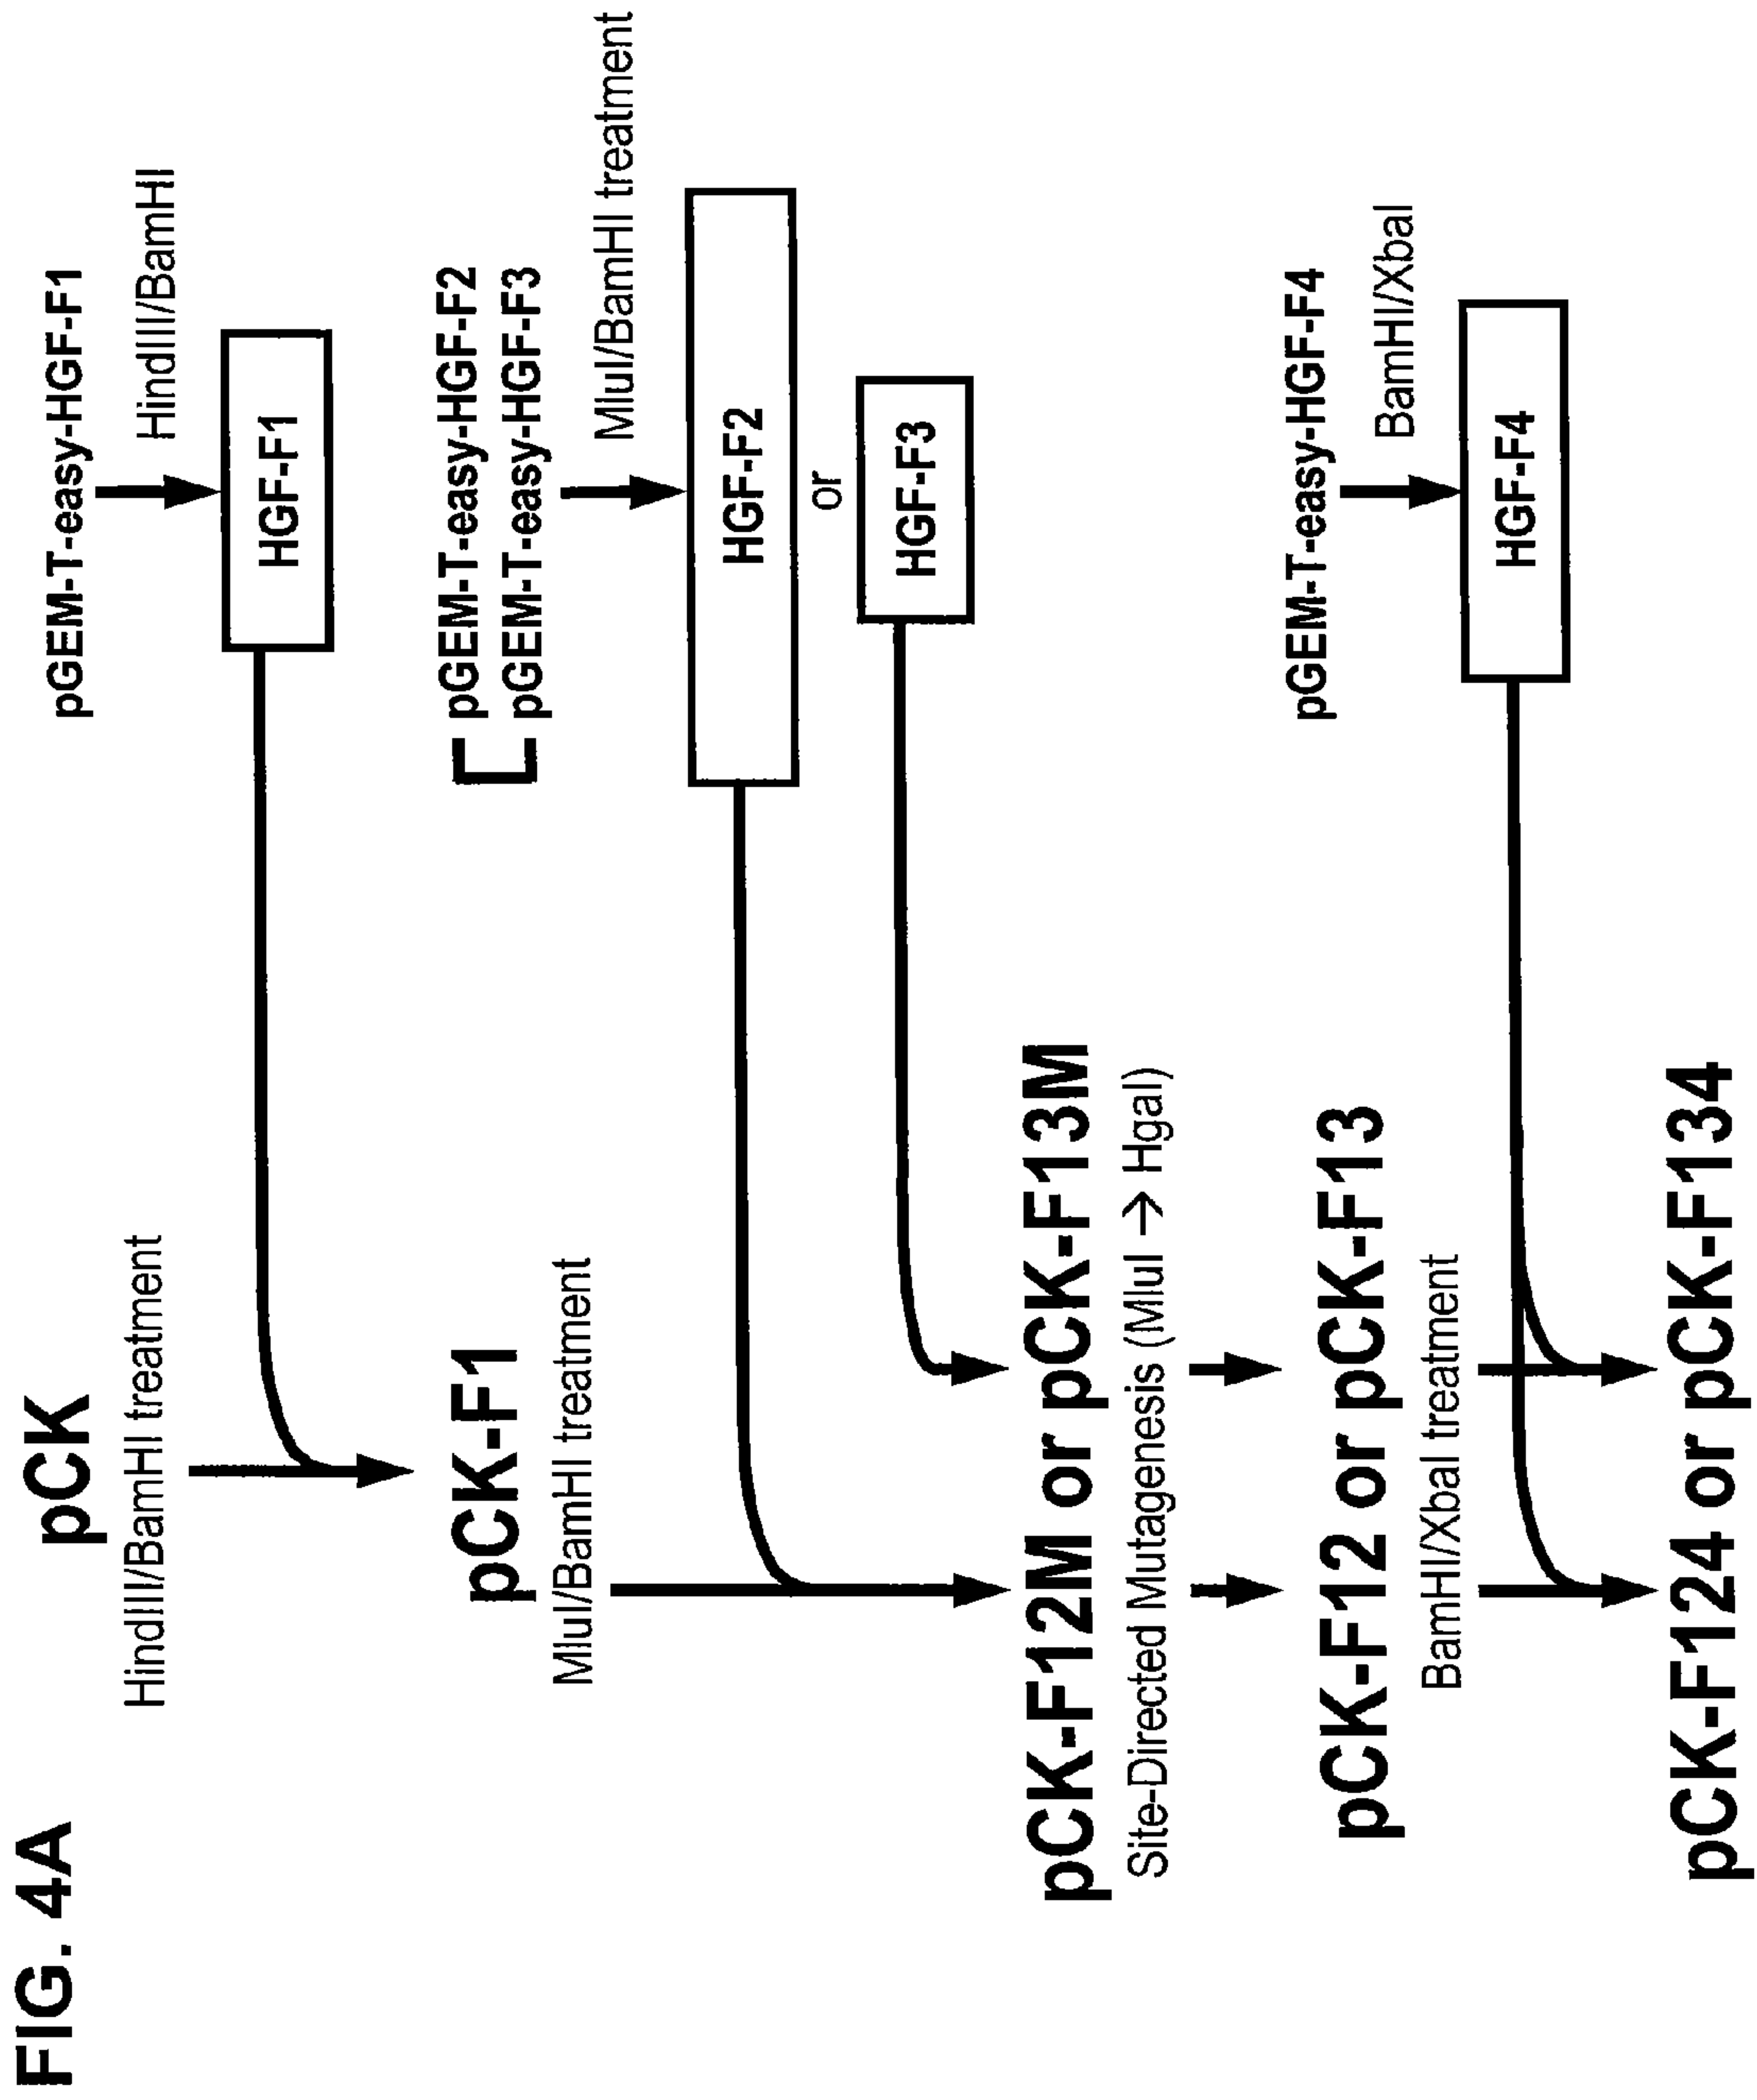 FIG. 4A
pCK
pGEM-T-easy-HGF-F1
HindIII/BamHI treatment
HindIII/BamHI
HGF-F1
pCK-F1
pGEM-T-easy-HGF-F2
pGEM-T-easy-HGF-F3
MluI/BamHI treatment
MluI/BamHI treatment
HGF-F2
or
HGF-F3
pCK-F12M or pCK-F13M
Site-Directed Mutagenesis (MluI → HgaI)
pGEM-T-easy-HGF-F4
pCK-F12 or pCK-F13
BamHI/XbaI
BamHI/XbaI treatment
HGF-F4
pCK-F124 or pCK-F134